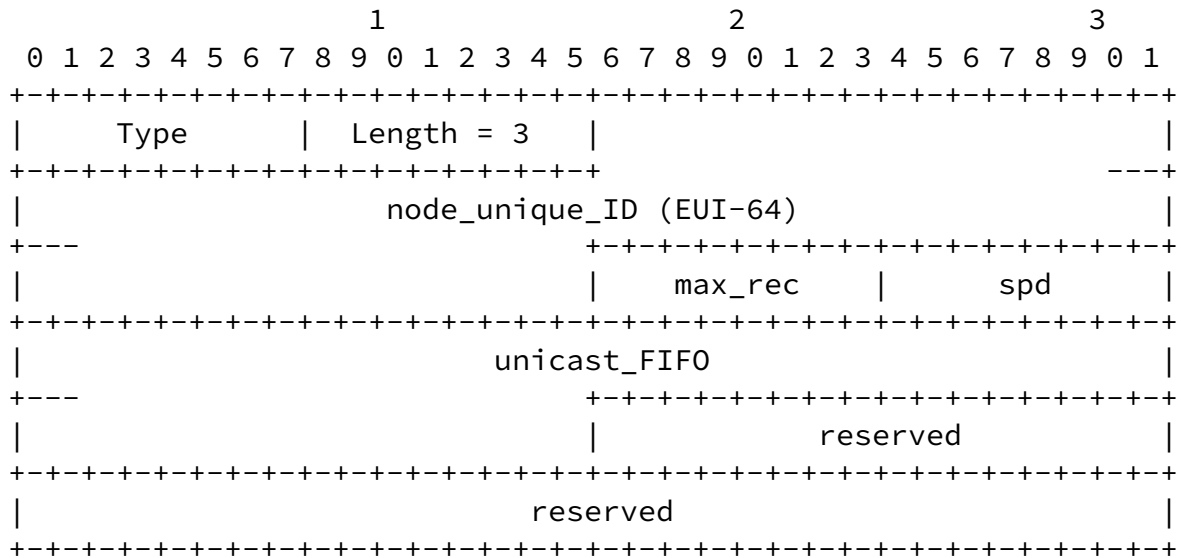 1                   2                   3
 0 1 2 3 4 5 6 7 8 9 0 1 2 3 4 5 6 7 8 9 0 1 2 3 4 5 6 7 8 9 0 1
+-+-+-+-+-+-+-+-+-+-+-+-+-+-+-+-+-+-+-+-+-+-+-+-+-+-+-+-+-+-+-+-+
|     Type      |  Length = 3   |                               |
+-+-+-+-+-+-+-+-+-+-+-+-+-+-+-+-+                            ---+
|                    node_unique_ID (EUI-64)                    |
+---                            +-+-+-+-+-+-+-+-+-+-+-+-+-+-+-+-+
|                               |    max_rec    |      spd      |
+-+-+-+-+-+-+-+-+-+-+-+-+-+-+-+-+-+-+-+-+-+-+-+-+-+-+-+-+-+-+-+-+
|                          unicast_FIFO                         |
+---                            +-+-+-+-+-+-+-+-+-+-+-+-+-+-+-+-+
|                               |            reserved           |
+-+-+-+-+-+-+-+-+-+-+-+-+-+-+-+-+-+-+-+-+-+-+-+-+-+-+-+-+-+-+-+-+
|                            reserved                           |
+-+-+-+-+-+-+-+-+-+-+-+-+-+-+-+-+-+-+-+-+-+-+-+-+-+-+-+-+-+-+-+-+